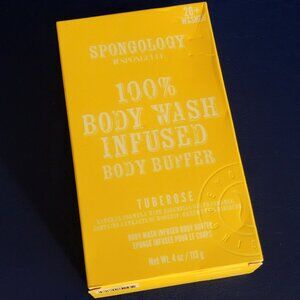 20+
WASHES
SPONGOLOGY
BY SPONGELLÉ
100%
BODY WASH
INFUSED
BODY BUFFER
TUBEROSE
BODY WASH INFUSED BODY BUFFER
EPONGE INFUSÉE POUR LE CORPS
Net Wt. 4 oz / 113 g